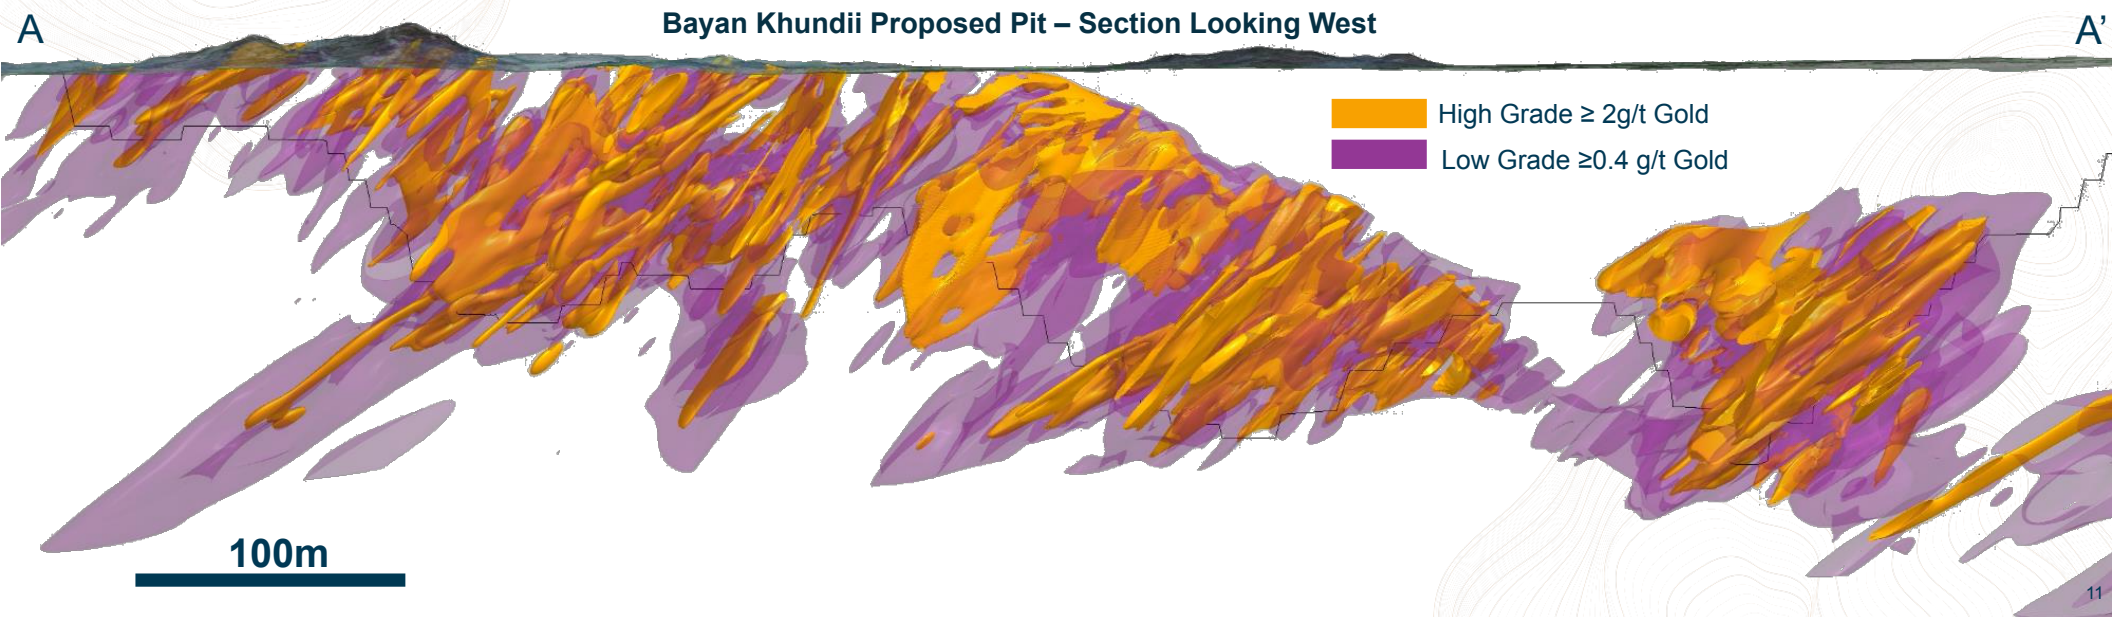 Bayan Khundii Proposed Pit – Section Looking West
A
A’
High Grade ≥ 2g/t Gold
Low Grade ≥0.4 g/t Gold
100m
11